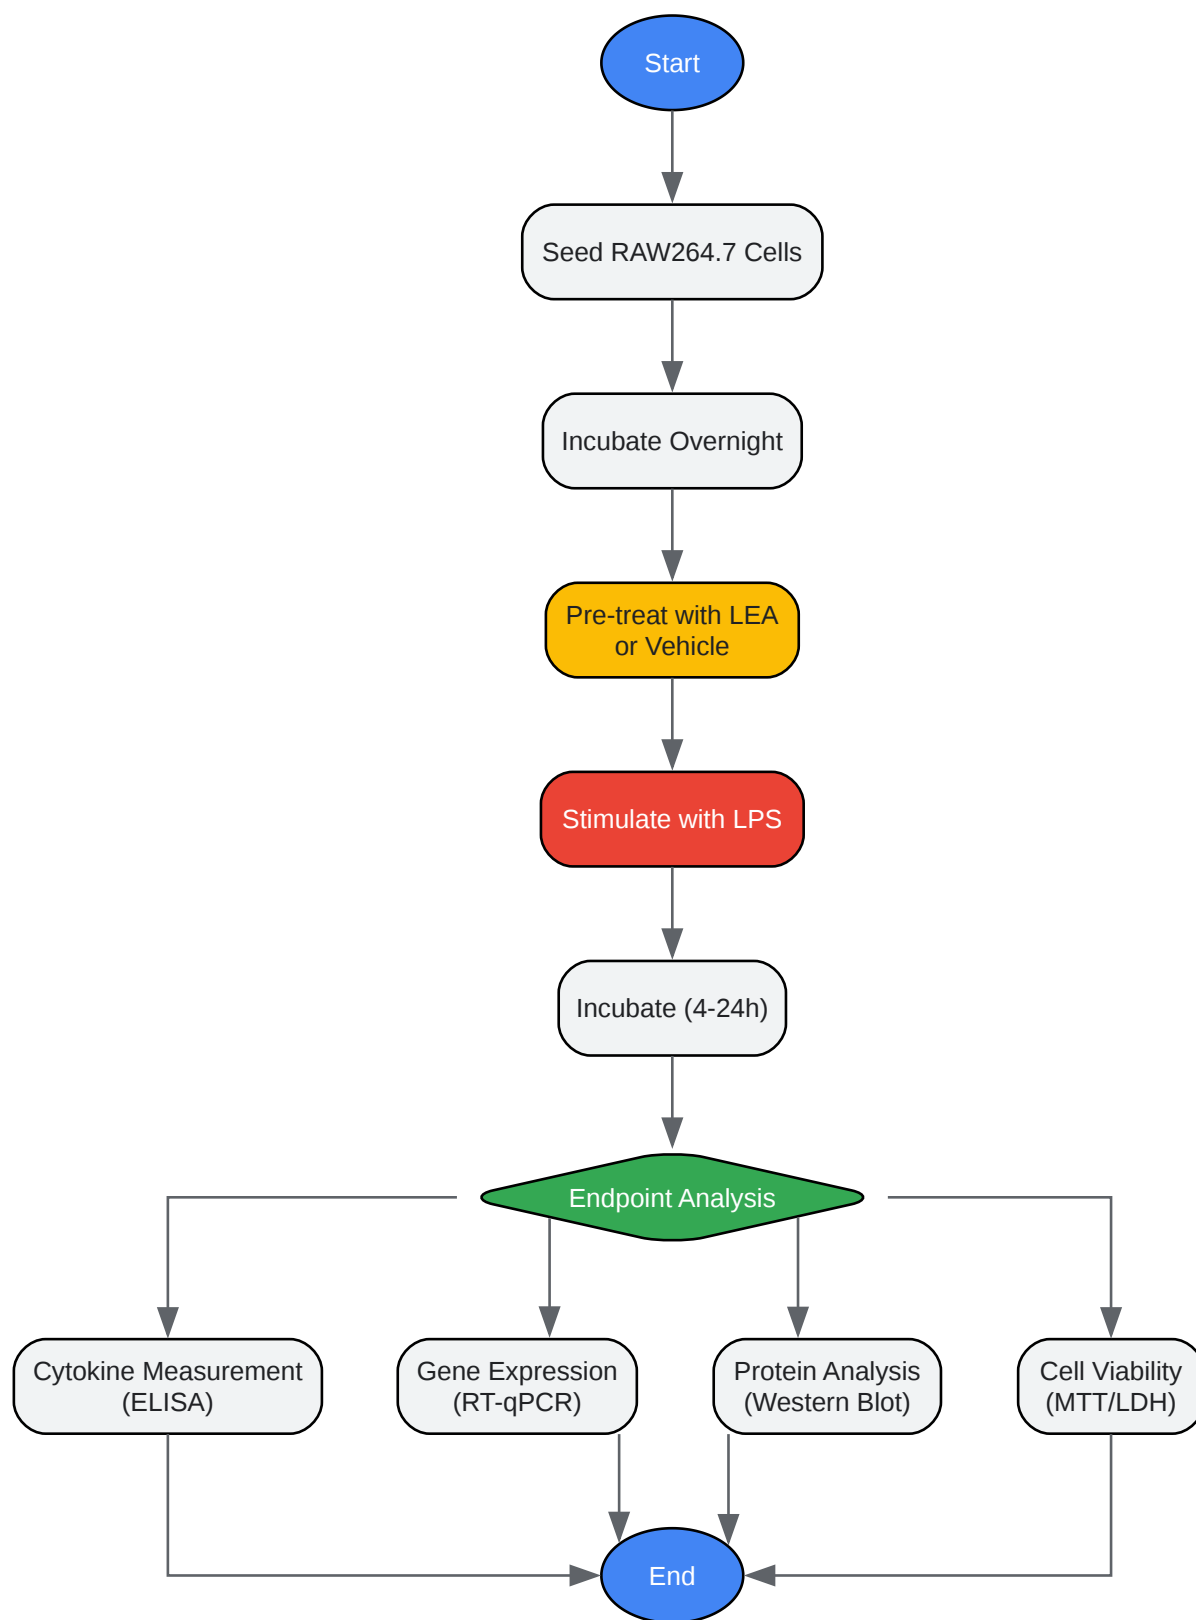 Start
Seed RAW264.7 Cells
Incubate Overnight
Pre-treat with LEA
or Vehicle
Stimulate with LPS
Incubate (4-24h)
Endpoint Analysis
Cytokine Measurement
(ELISA)
Gene Expression
(RT-qPCR)
Protein Analysis
(Western Blot)
Cell Viability
(MTT/LDH)
End